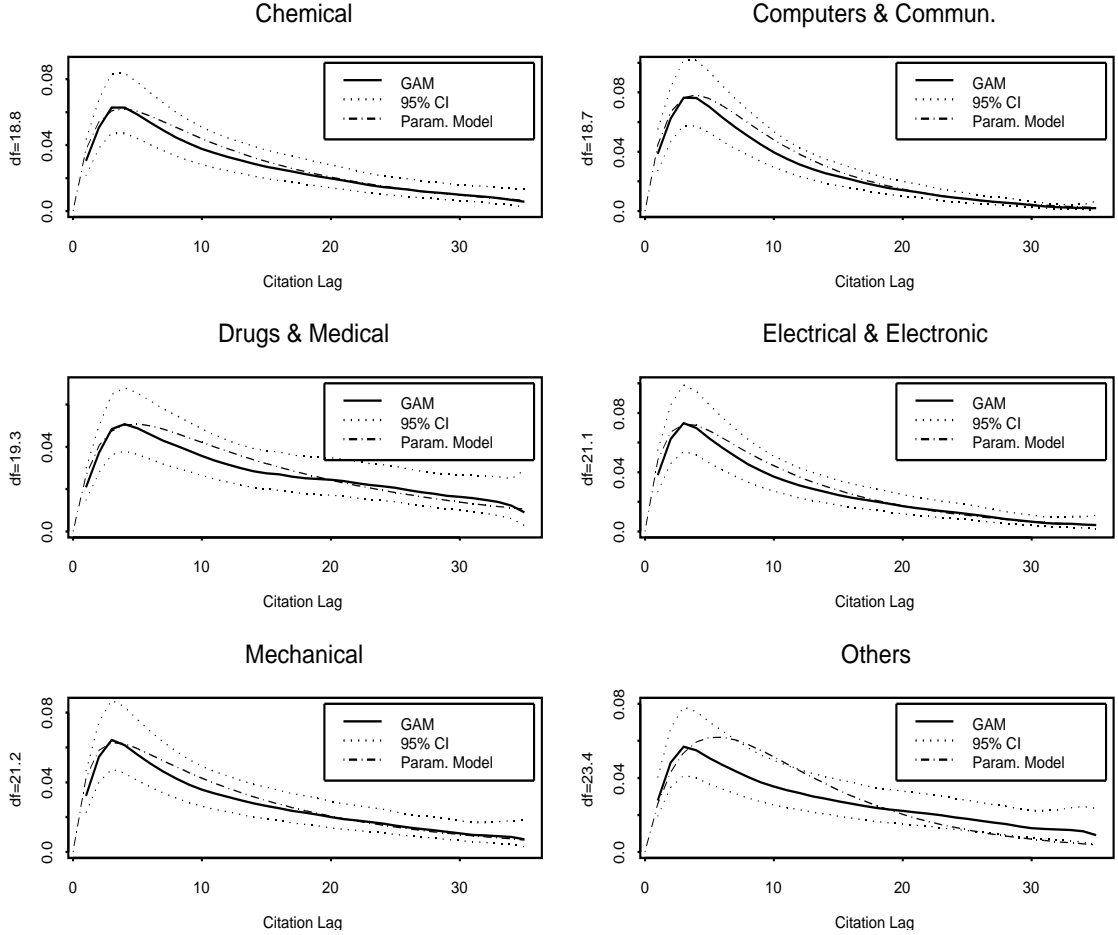 Chemical
df=18.8
0.0 0.04 0.08
GAM
95% CI
Param. Model
0 10 20 30
Citation Lag
Computers & Commun.
df=18.7
0.0 0.04 0.08
GAM
95% CI
Param. Model
0 10 20 30
Citation Lag
Drugs & Medical
df=19.3
0.0 0.04
GAM
95% CI
Param. Model
0 10 20 30
Citation Lag
Electrical & Electronic
df=21.1
0.0 0.04 0.08
GAM
95% CI
Param. Model
0 10 20 30
Citation Lag
Mechanical
df=21.2
0.0 0.04 0.08
GAM
95% CI
Param. Model
0 10 20 30
Citation Lag
Others
df=23.4
0.0 0.04 0.08
GAM
95% CI
Param. Model
0 10 20 30
Citation Lag